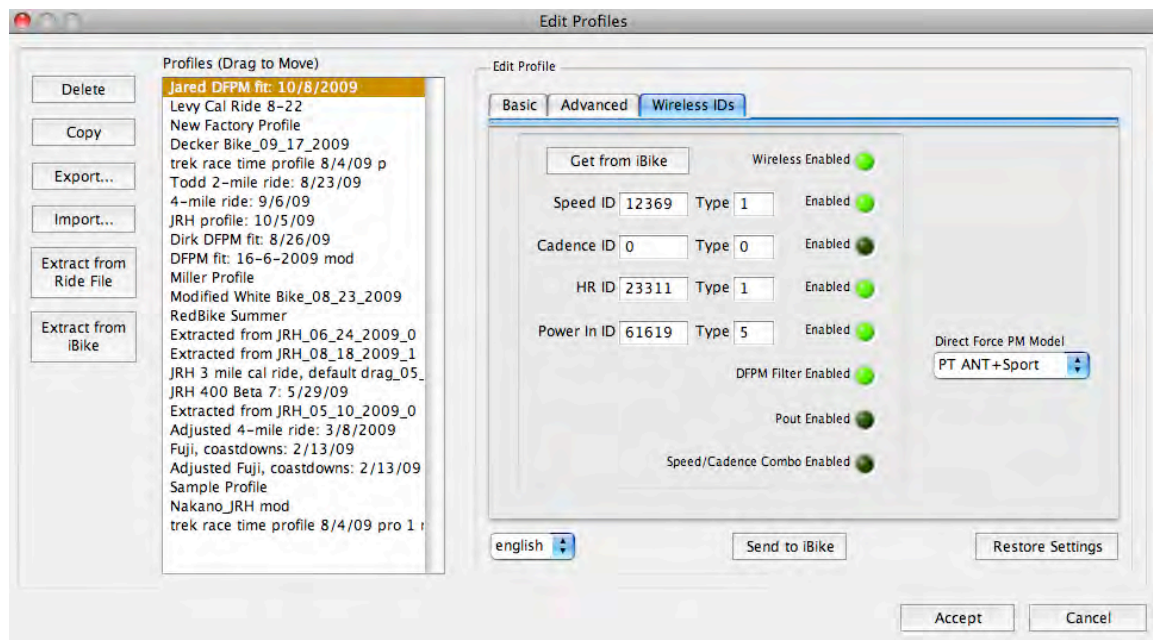 Edit Profiles
Delete
Copy
Export...
Import...
Extract from
Ride File
Extract from
iBike
Profiles (Drag to Move)
Jared DFPM fit: 10/8/2009
Levy Cal Ride 8-22
New Factory Profile
Decker Bike_09_17_2009
trek race time profile 8/4/09 p
Todd 2-mile ride: 8/23/09
4-mile ride: 9/6/09
JRH profile: 10/5/09
Dirk DFPM fit: 8/26/09
DFPM fit: 16-6-2009 mod
Miller Profile
Modified White Bike_08_23_2009
RedBike Summer
Extracted from JRH_06_24_2009_0
Extracted from JRH_08_18_2009_1
JRH 3 mile cal ride, default drag_05_
JRH 400 Beta 7: 5/29/09
Extracted from JRH_05_10_2009_0
Adjusted 4-mile ride: 3/8/2009
Fuji, coastdowns: 2/13/09
Adjusted Fuji, coastdowns: 2/13/09
Sample Profile
Nakano_JRH mod
trek race time profile 8/4/09 pro 1 r
Edit Profile
Basic Advanced Wireless IDs
Get from iBike Wireless Enabled
Speed ID 12369 Type 1 Enabled
Cadence ID 0 Type 0 Enabled
HR ID 23311 Type 1 Enabled
Power In ID 61619 Type 5 Enabled
DFPM Filter Enabled
Pout Enabled
Speed/Cadence Combo Enabled
Direct Force PM Model
PT ANT+Sport
english Send to iBike Restore Settings
Accept Cancel